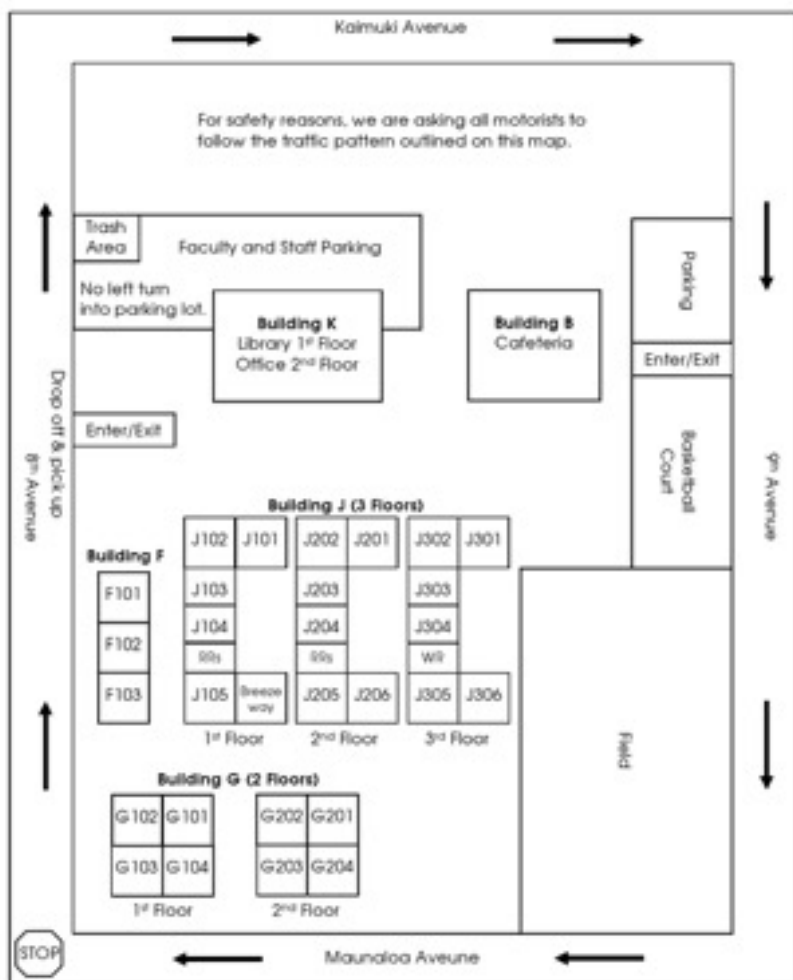 Kaimuki Avenue
For safety reasons, we are asking all motorists to
follow the traffic pattern outlined on this map.
Trash
Area
Faculty and Staff Parking
No left turn
into parking lot.
Building K
Library 1st Floor
Office 2nd Floor
Building B
Cafeteria
Parking
Enter/Exit
Basketball
Court
9th Avenue
Drop off & pick up
8th Avenue
Enter/Exit
Building J (3 Floors)
J102 J101
J103
J104
RRs
J105 Breeze
way
1st Floor
J202 J201
J203
J204
RRs
J205 J206
2nd Floor
J302 J301
J303
J304
WR
J305 J306
3rd Floor
Building F
F101
F102
F103
Field
Building G (2 Floors)
G102 G101
G103 G104
1st Floor
G202 G201
G203 G204
2nd Floor
STOP
Maunaloa Aveune